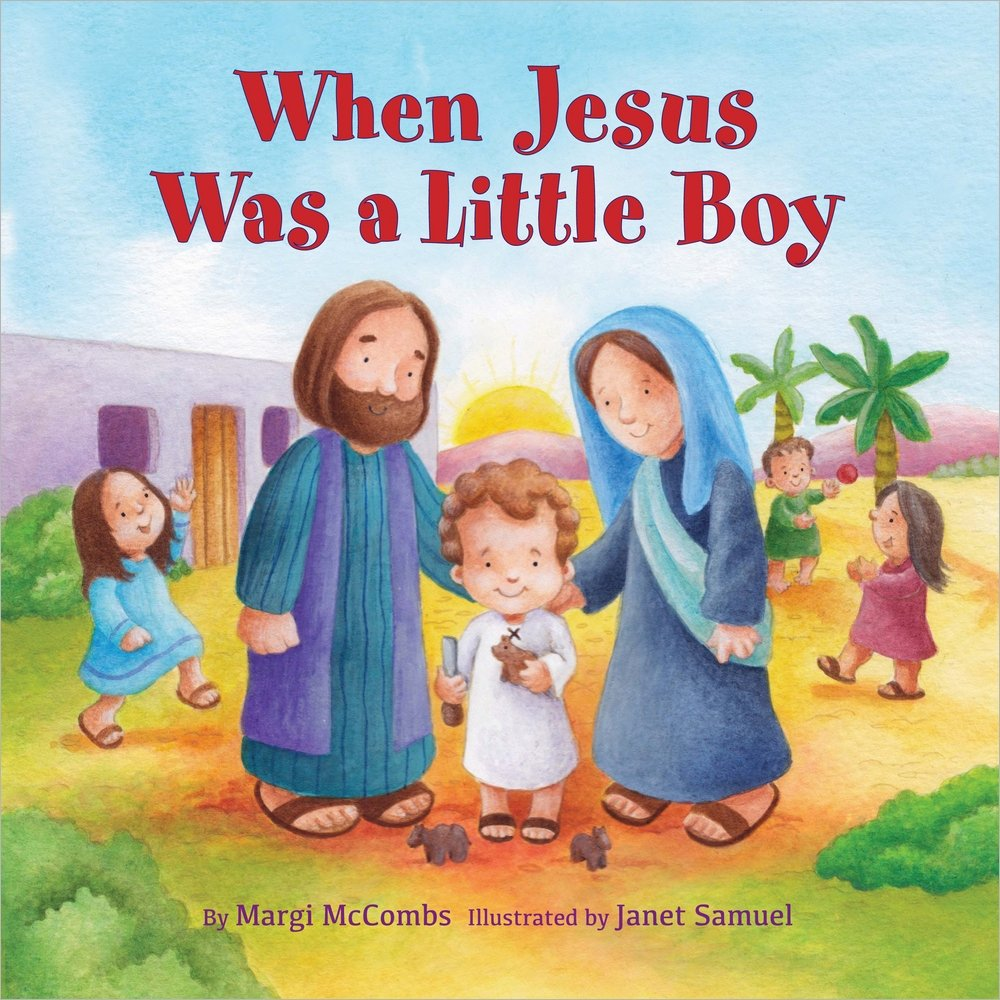 When Jesus
Was a Little Boy
By Margi McCombs Illustrated by Janet Samuel